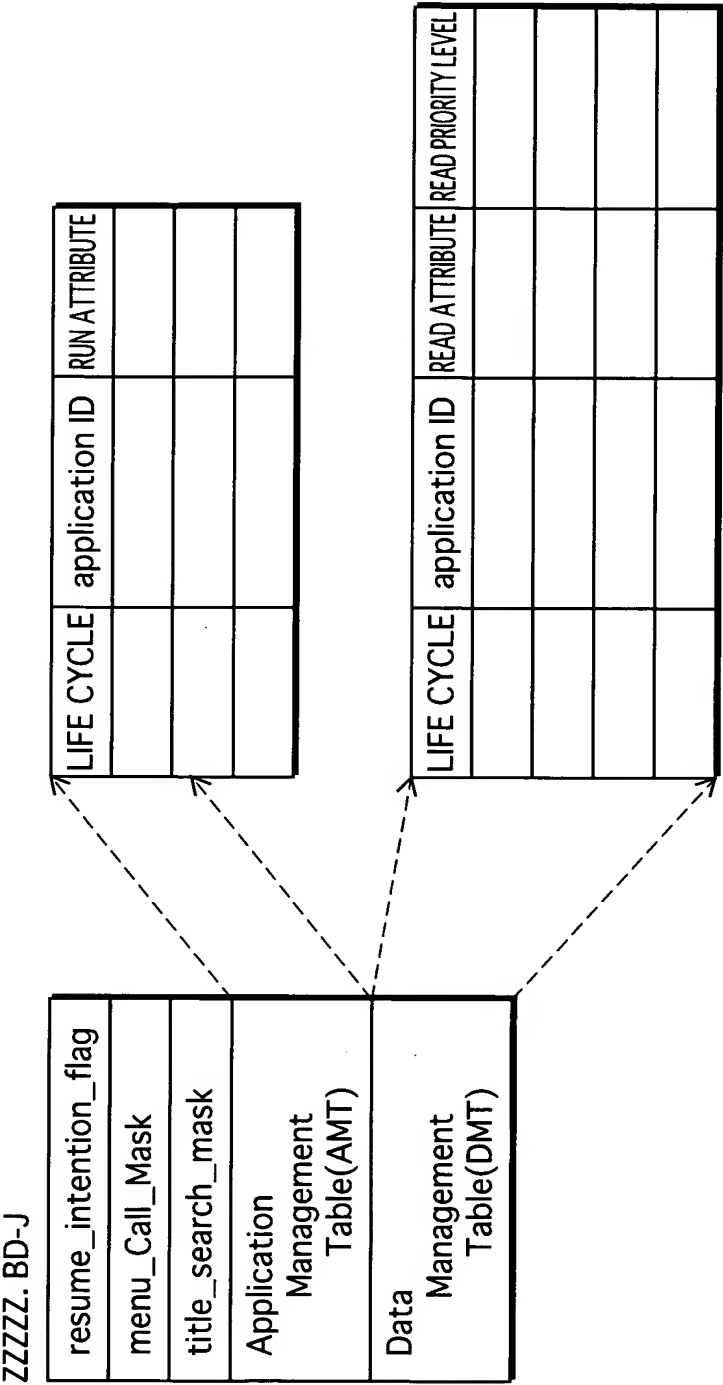 ZZZZZ. BD-J
resume_intention_flag
menu_Call_Mask
title_search_mask
Application
Management
Table(AMT)
Data
Management
Table(DMT)
LIFE CYCLE application ID RUN ATTRIBUTE
LIFE CYCLE application ID READ ATTRIBUTE READ PRIORITY LEVEL